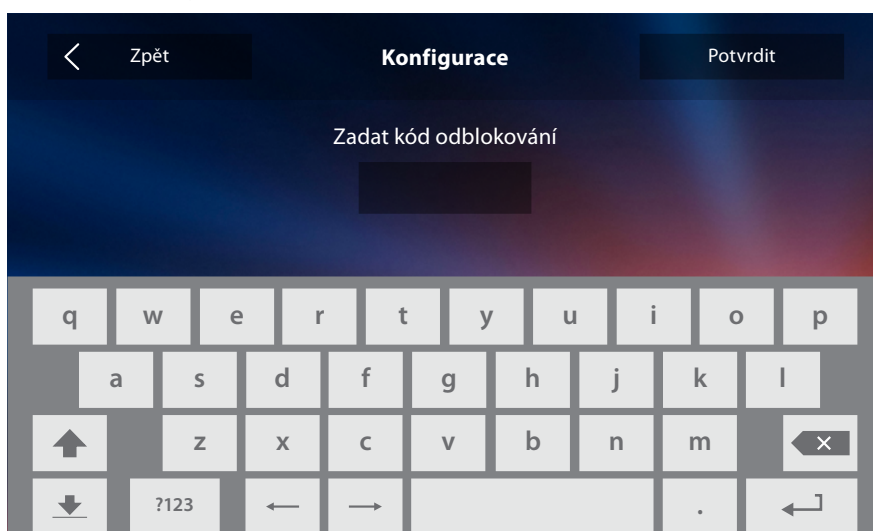 Zpět Konfigurace Potvrdit
Zadat kód odblokování
q w e r t y u i o p
a s d f g h j k l
z x c v b n m
?123 .